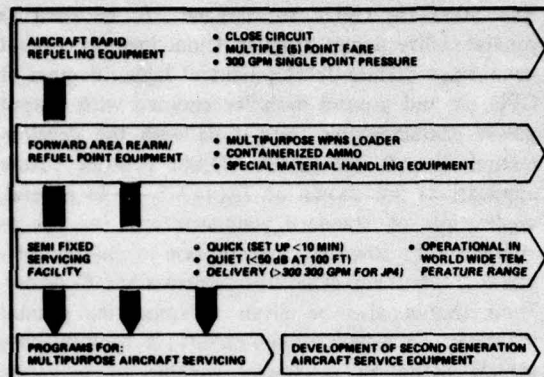 AIRCRAFT RAPID
REFUELING EQUIPMENT
• CLOSE CIRCUIT
• MULTIPLE (5) POINT FARE
• 300 GPM SINGLE POINT PRESSURE
FORWARD AREA REARM/
REFUEL POINT EQUIPMENT
• MULTIPURPOSE WPNS LOADER
• CONTAINERIZED AMMO
• SPECIAL MATERIAL HANDLING EQUIPMENT
SEMI FIXED
SERVICING
FACILITY
• QUICK (SET UP <10 MIN)
• QUIET (<50 dB AT 100 FT)
• DELIVERY (>300 300 GPM FOR JP4)
• OPERATIONAL IN
WORLD WIDE TEM-
PERATURE RANGE
PROGRAMS FOR:
MULTIPURPOSE AIRCRAFT SERVICING
DEVELOPMENT OF SECOND GENERATION
AIRCRAFT SERVICE EQUIPMENT